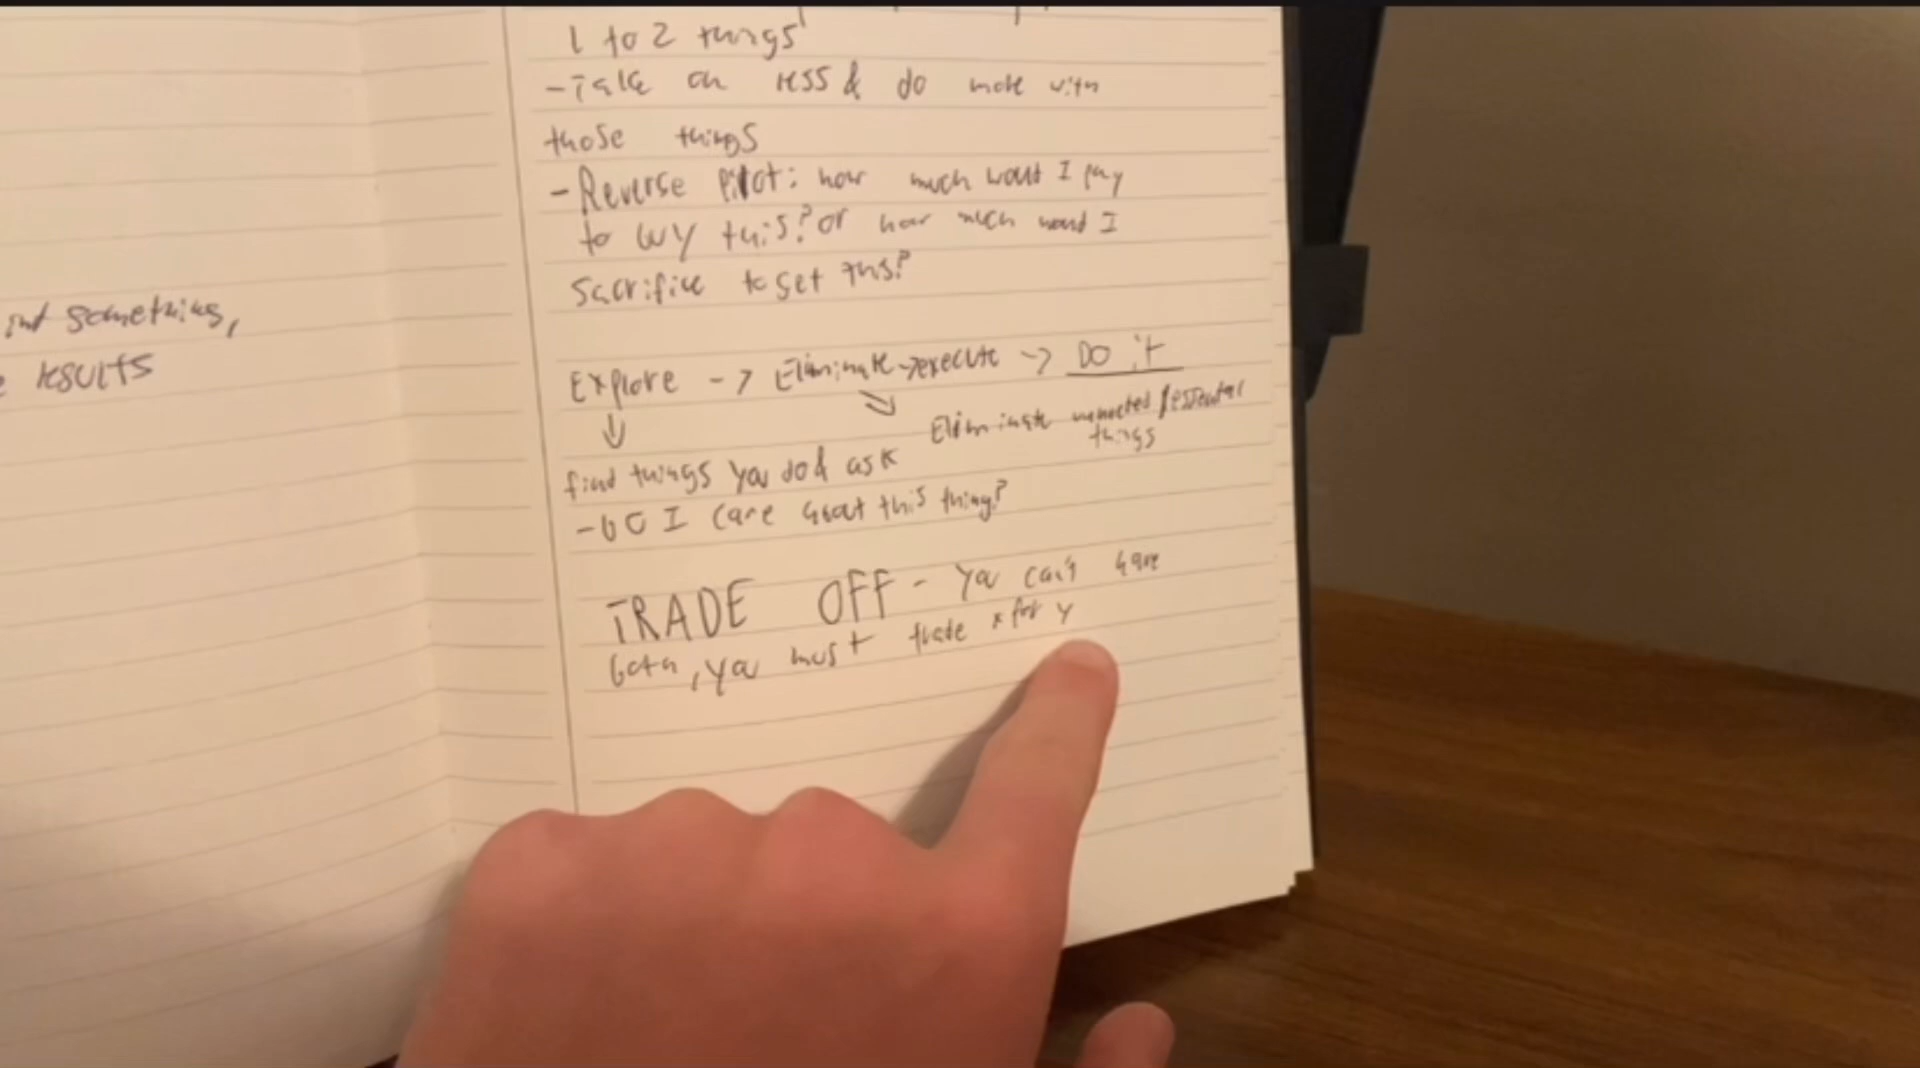 ind something,
results
1 to 2 things
- Take on less & do more with
those things
- Reverse Pilot: how much would I pay
to buy this? or how much would I
sacrifice to get this?
Explore -> Eliminate -> execute -> Do it
Eliminate unwanted / essential
things
find things you do & ask
- Do I care about this thing?
TRADE OFF - You can't have
both, you must trade x for y